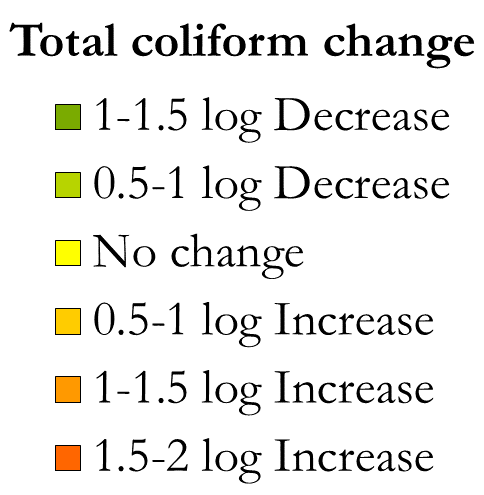 Total coliform change
1-1.5 log Decrease
0.5-1 log Decrease
No change
0.5-1 log Increase
1-1.5 log Increase
1.5-2 log Increase